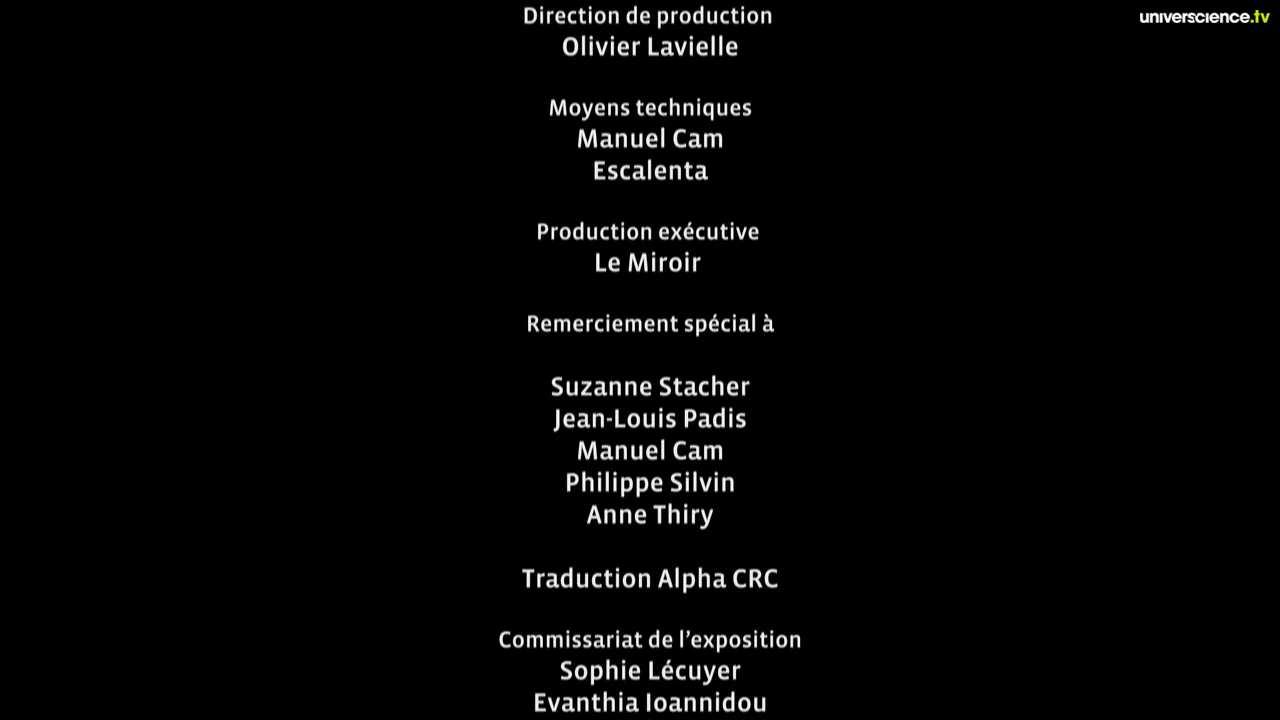 universcience.tv
Direction de production
Olivier Lavielle
Moyens techniques
Manuel Cam
Escalenta
Production exécutive
Le Miroir
Remerciement spécial à
Suzanne Stacher
Jean-Louis Padis
Manuel Cam
Philippe Silvin
Anne Thiry
Traduction Alpha CRC
Commissariat de l’exposition
Sophie Lécuyer
Evanthia Ioannidou